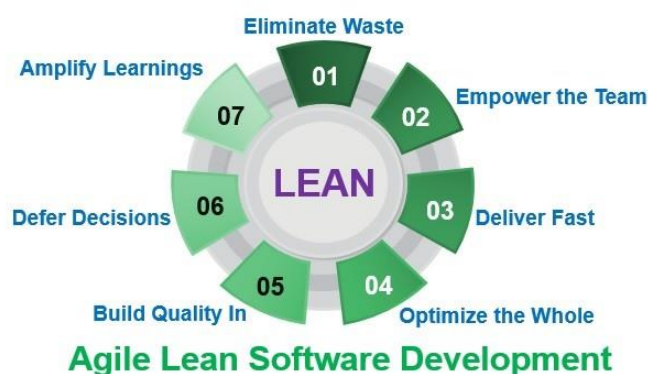 Eliminate Waste
01
Empower the Team
02
Deliver Fast
03
Optimize the Whole
04
Build Quality In
05
Defer Decisions
06
Amplify Learnings
07
LEAN
Agile Lean Software Development